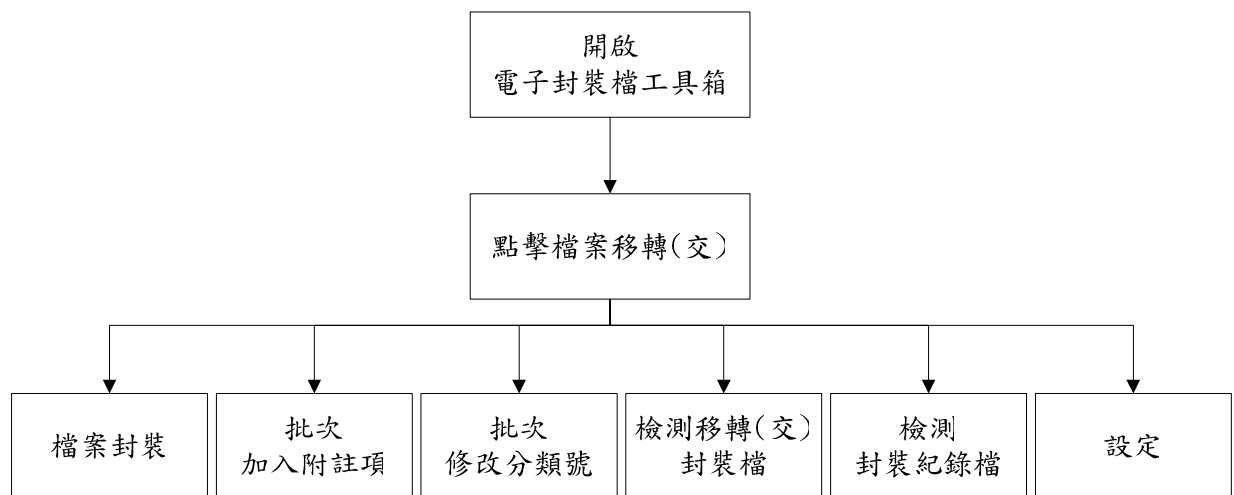 開啟
電子封裝檔工具箱
點擊檔案移轉(交)
檔案封裝
批次
加入附註項
批次
修改分類號
檢測移轉(交)
封裝檔
檢測
封裝紀錄檔
設定